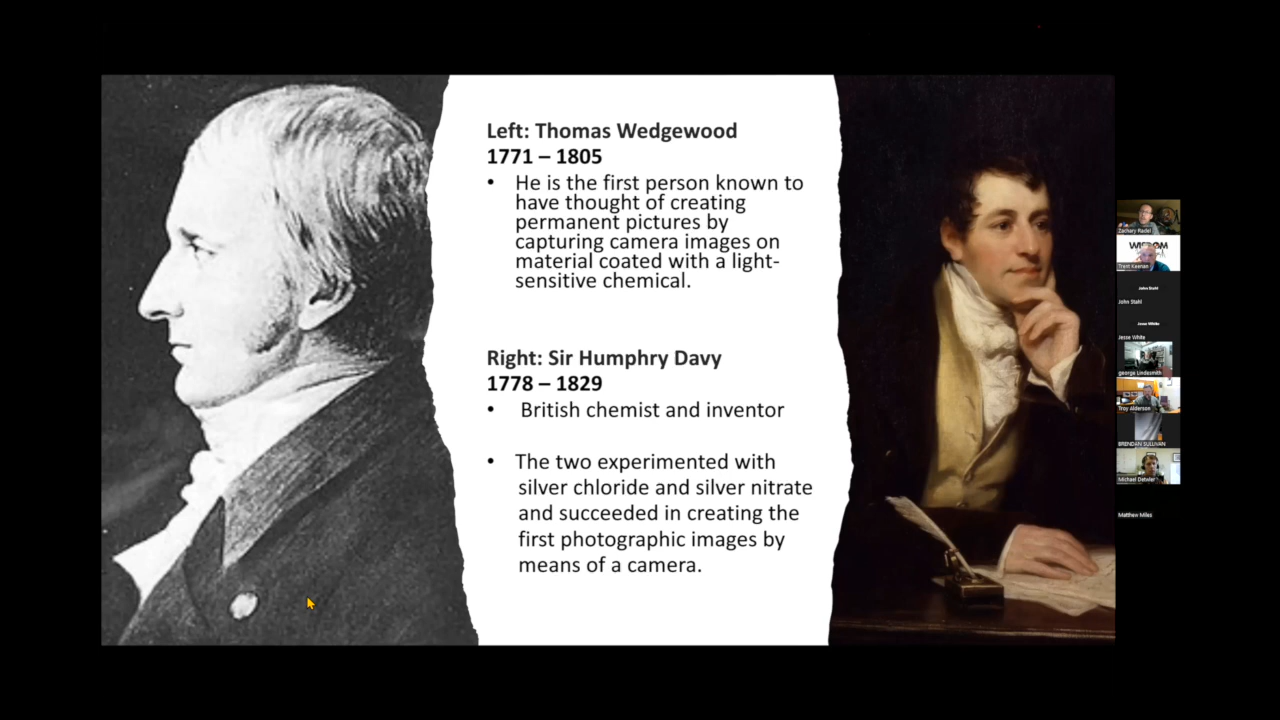 Left: Thomas Wedgewood
1771 – 1805
• He is the first person known to
have thought of creating
permanent pictures by
capturing camera images on
material coated with a light-
sensitive chemical.
Right: Sir Humphry Davy
1778 – 1829
• British chemist and inventor
• The two experimented with
silver chloride and silver nitrate
and succeeded in creating the
first photographic images by
means of a camera.
Zachary Radel
WISDOM
Trent Keenan
John Stahl
John Stahl
Jesse White
Jesse White
george Lindesmith
Troy Alderson
BRENDAN SULLIVAN
Michael Detwiler
Matthew Miles